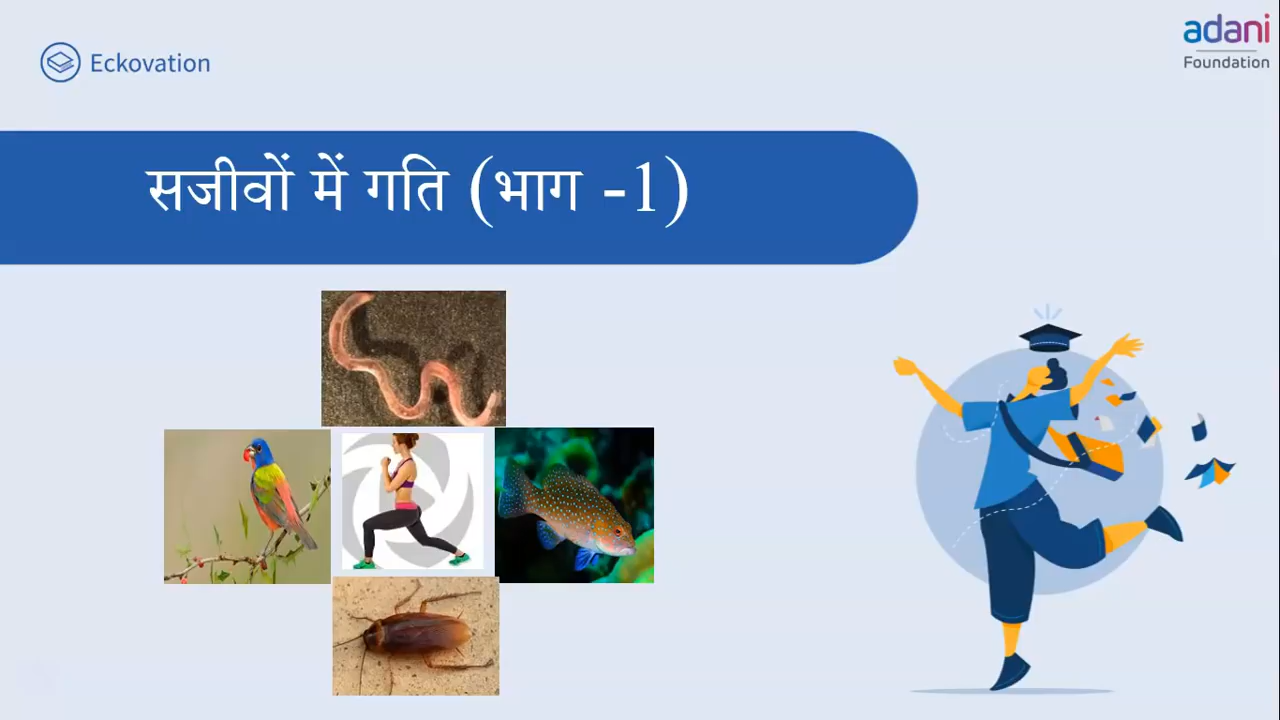 Eckovation
adani
Foundation
सजीवों में गति (भाग -1)